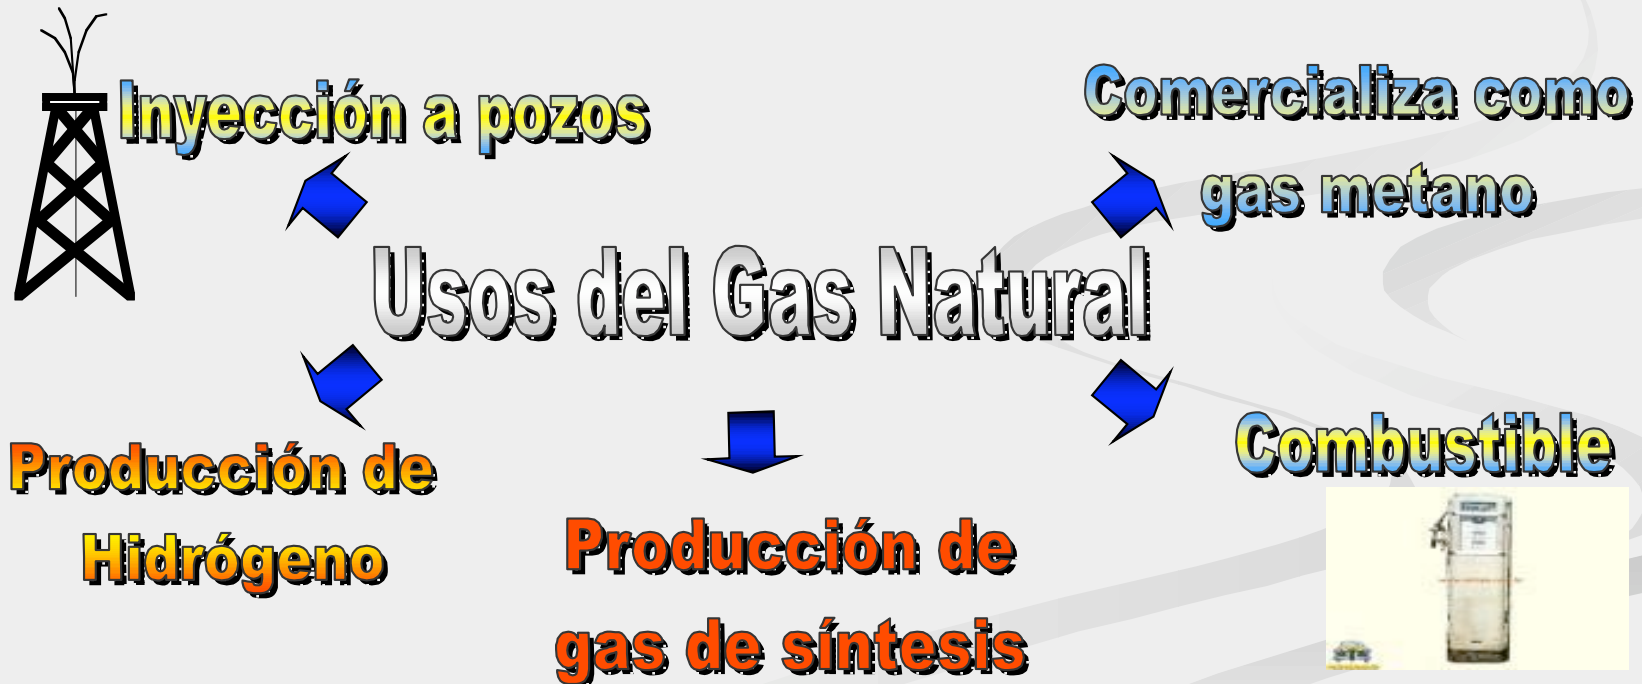 Inyección a pozos
Comercializa como
gas metano
Usos del Gas Natural
Producción de
Hidrógeno
Combustible
Producción de
gas de síntesis